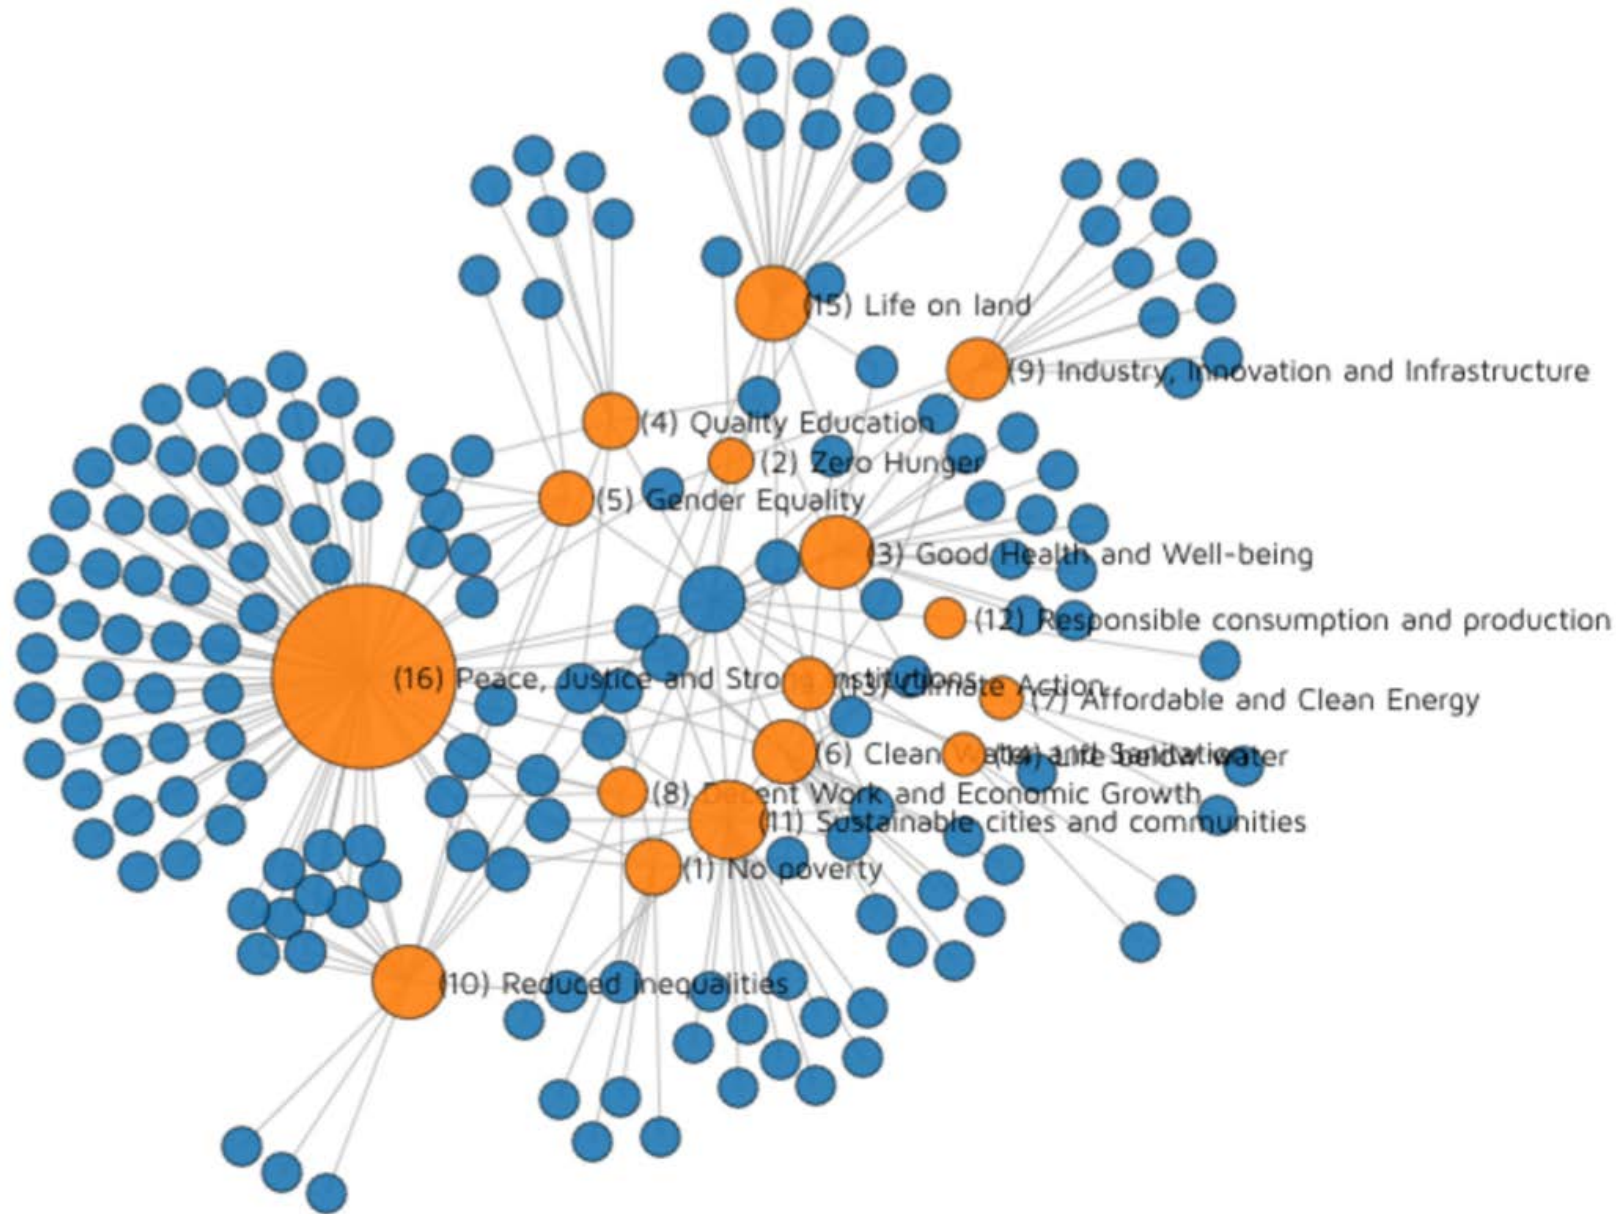 (15) Life on land
(9) Industry, Innovation and Infrastructure
(4) Quality Education
(2) Zero Hunger
(5) Gender Equality
(3) Good Health and Well-being
(12) Responsible consumption and production
(16) Peace, Justice and Strong Institutions
(13) Climate Action
(7) Affordable and Clean Energy
(6) Clean Water and Sanitation
(14) Life below water
(8) Decent Work and Economic Growth
(11) Sustainable cities and communities
(1) No poverty
(10) Reduced inequalities